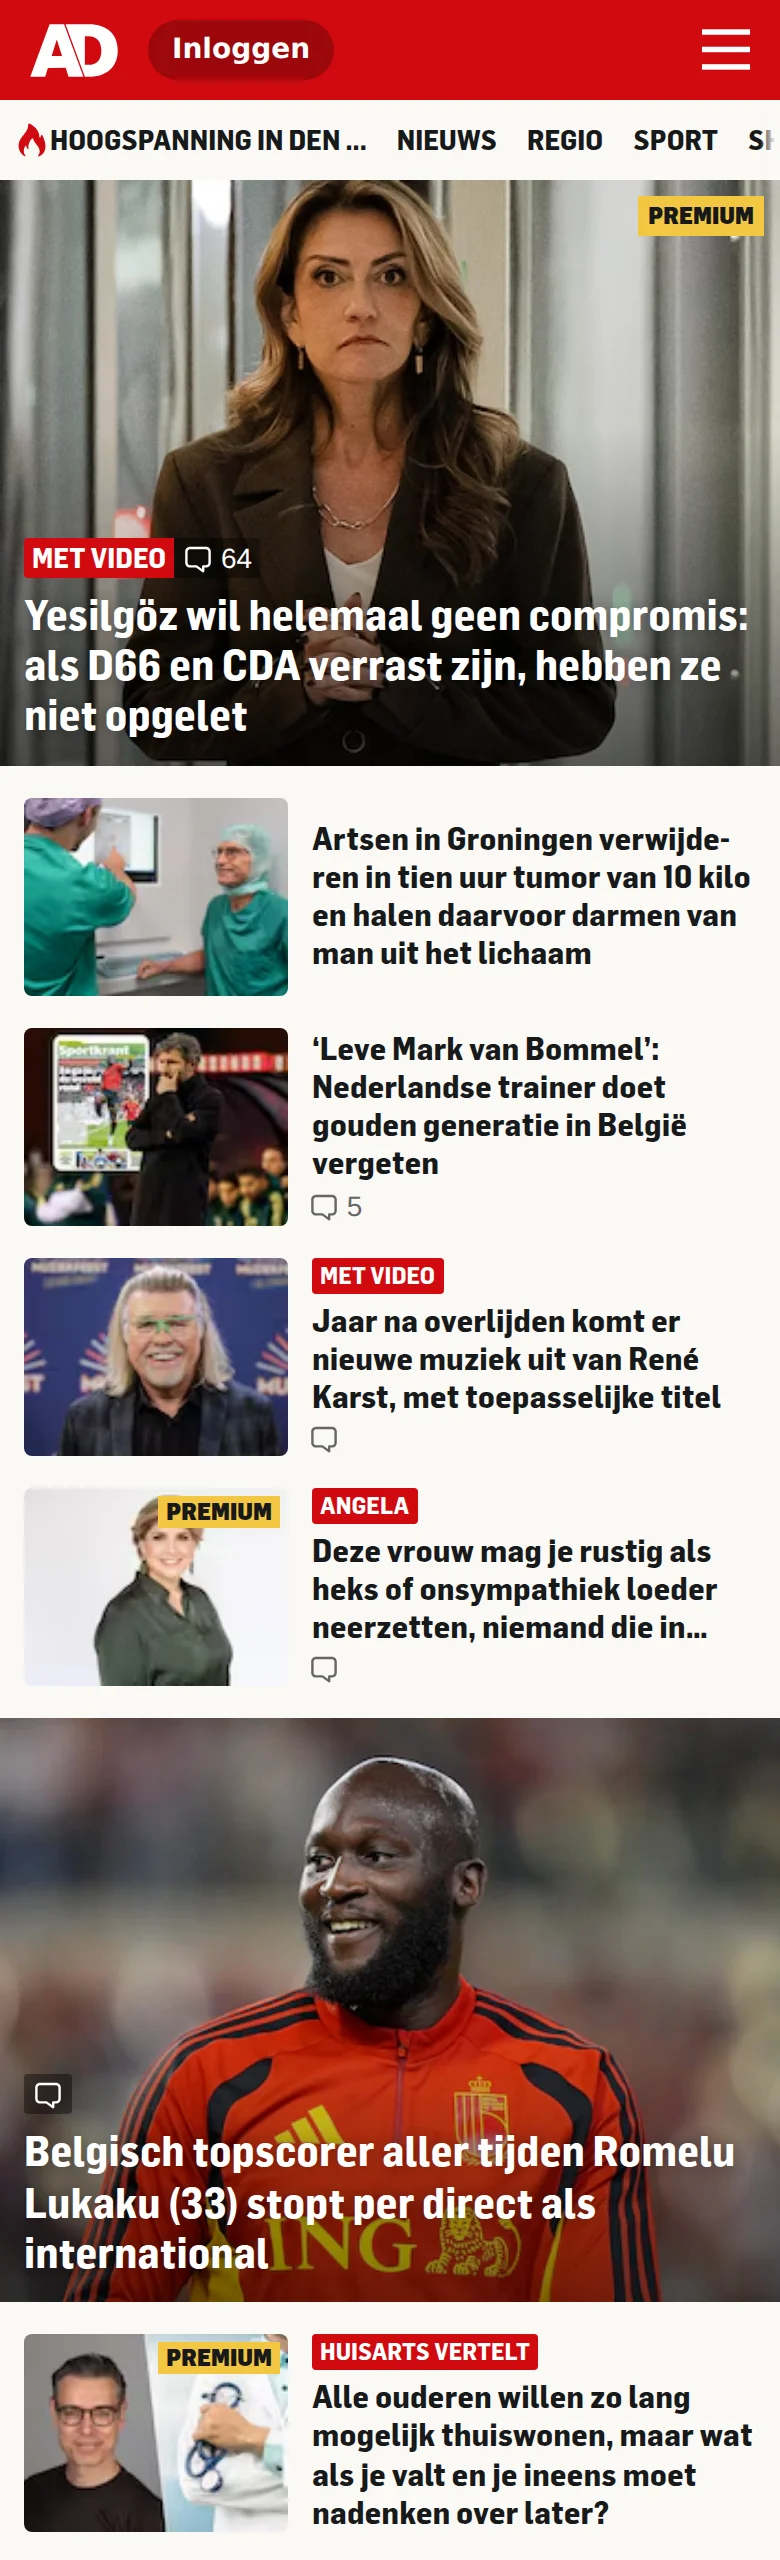 AD Inloggen
HOOGSPANNING IN DEN ... NIEUWS REGIO SPORT
PREMIUM
MET VIDEO 64
Yesilgöz wil helemaal geen compromis:
als D66 en CDA verrast zijn, hebben ze
niet opgelet
Artsen in Groningen verwijde-
ren in tien uur tumor van 10 kilo
en halen daarvoor darmen van
man uit het lichaam
Sportkrant
‘Leve Mark van Bommel’:
Nederlandse trainer doet
gouden generatie in België
vergeten
5
MET VIDEO
Jaar na overlijden komt er
nieuwe muziek uit van René
Karst, met toepasselijke titel
PREMIUM
ANGELA
Deze vrouw mag je rustig als
heks of onsympathiek loeder
neerzetten, niemand die in...
Belgisch topscorer aller tijden Romelu
Lukaku (33) stopt per direct als
international
ING
PREMIUM
HUISARTS VERTELT
Alle ouderen willen zo lang
mogelijk thuiswonen, maar wat
als je valt en je ineens moet
nadenken over later?